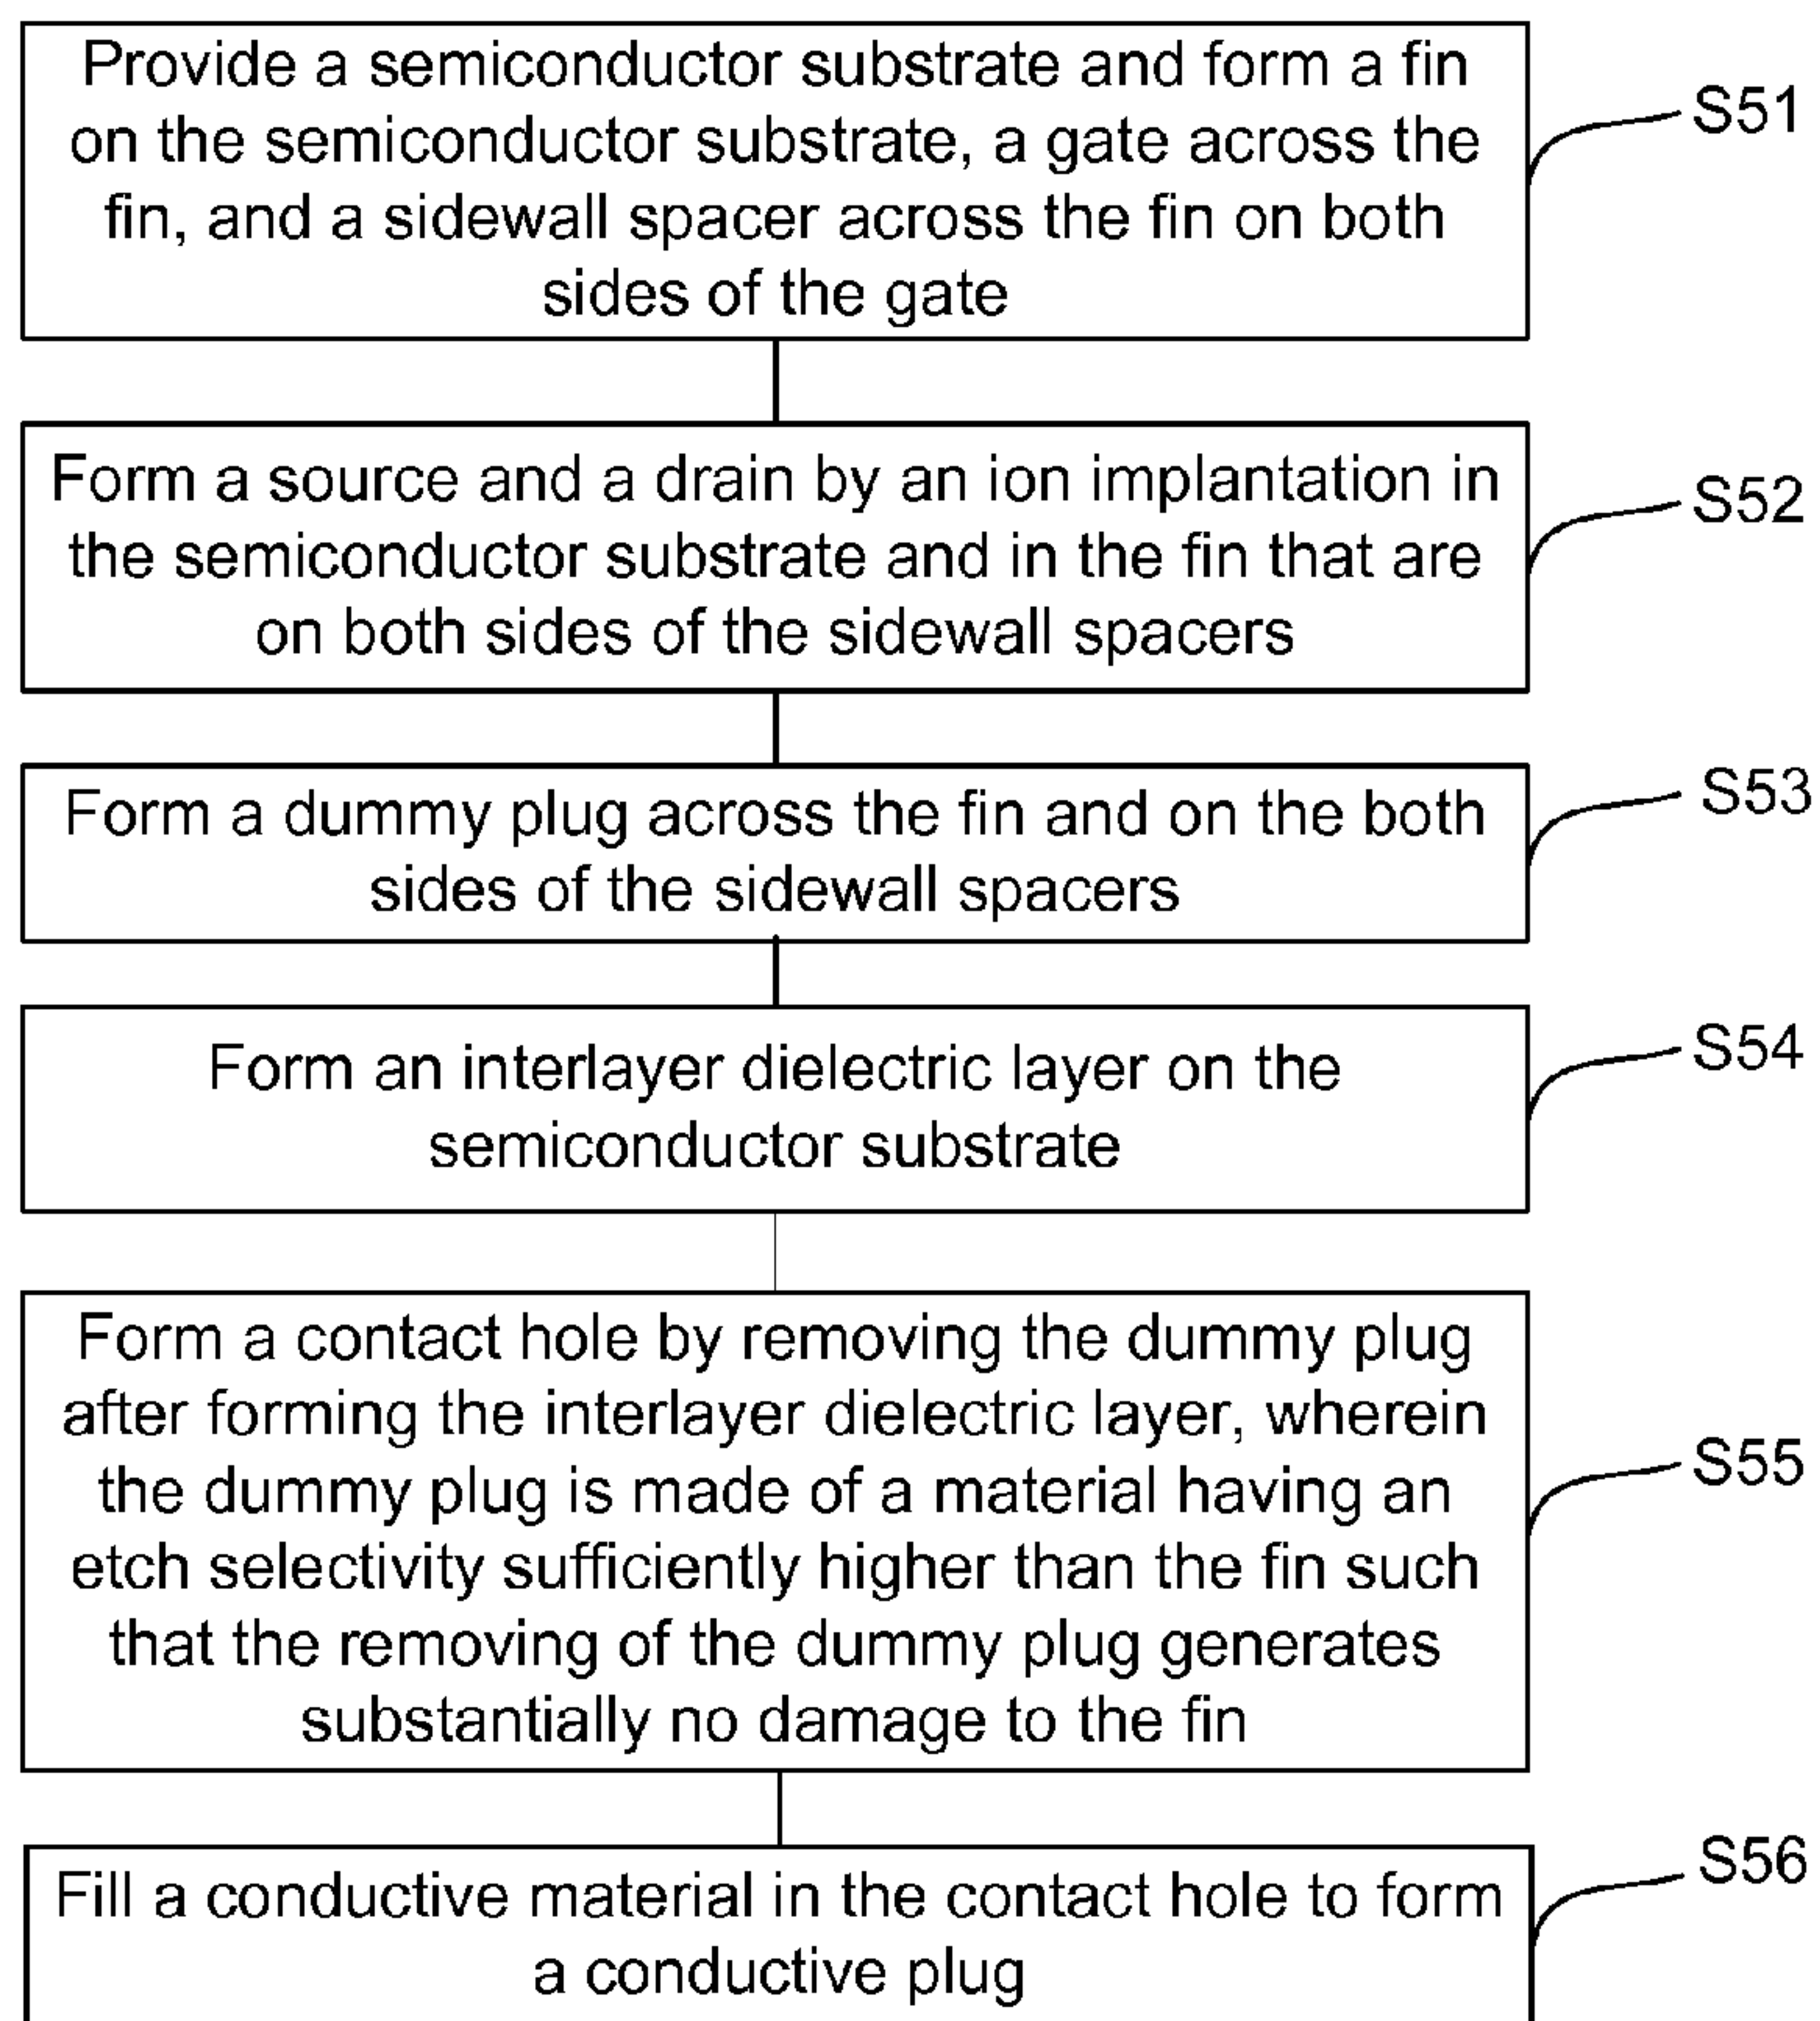 Provide a semiconductor substrate and form a fin
on the semiconductor substrate, a gate across the
fin, and a sidewall spacer across the fin on both
sides of the gate
S51
Form a source and a drain by an ion implantation in
the semiconductor substrate and in the fin that are
on both sides of the sidewall spacers
S52
Form a dummy plug across the fin and on the both
sides of the sidewall spacers
S53
Form an interlayer dielectric layer on the
semiconductor substrate
S54
Form a contact hole by removing the dummy plug
after forming the interlayer dielectric layer, wherein
the dummy plug is made of a material having an
etch selectivity sufficiently higher than the fin such
that the removing of the dummy plug generates
substantially no damage to the fin
S55
Fill a conductive material in the contact hole to form
a conductive plug
S56